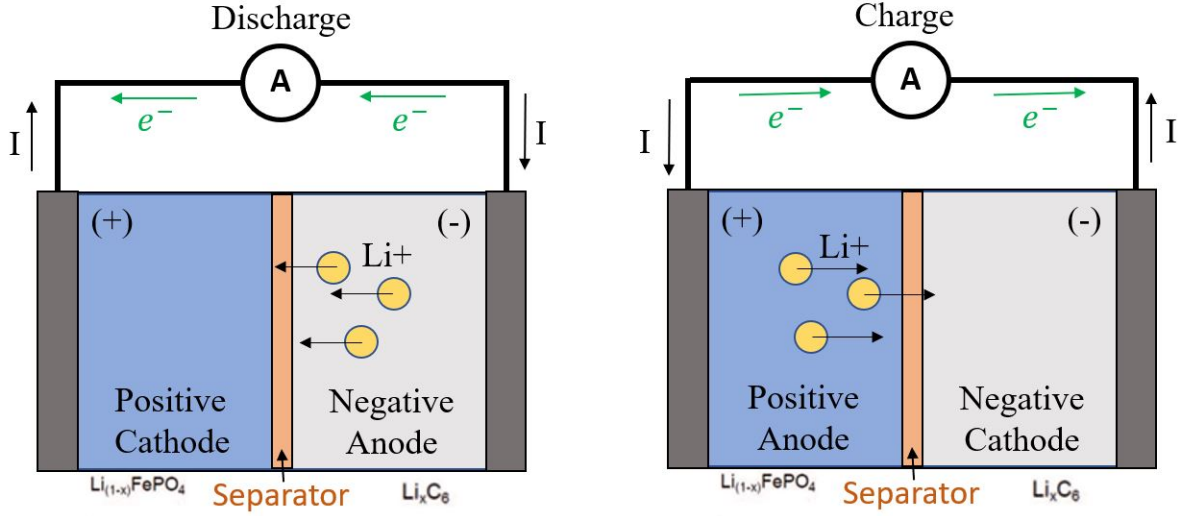 Discharge
A
e⁻
e⁻
I
I
(+)
(-)
Li+
Positive
Cathode
Negative
Anode
Li(1-x)FePO4
Separator
LixC6
Charge
A
e⁻
e⁻
I
I
(+)
(-)
Li+
Positive
Anode
Negative
Cathode
Li(1-x)FePO4
Separator
LixC6